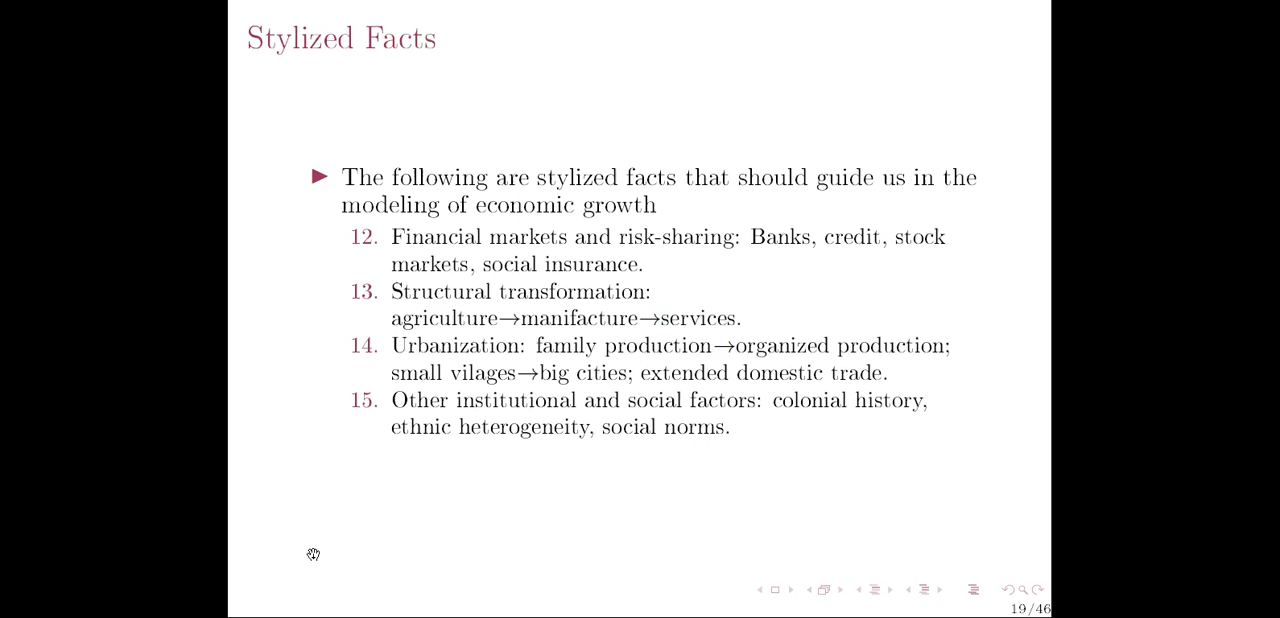 Stylized Facts
The following are stylized facts that should guide us in the
modeling of economic growth
12. Financial markets and risk-sharing: Banks, credit, stock
markets, social insurance.
13. Structural transformation:
agriculture→manifacture→services.
14. Urbanization: family production→organized production;
small vilages→big cities; extended domestic trade.
15. Other institutional and social factors: colonial history,
ethnic heterogeneity, social norms.
19/46